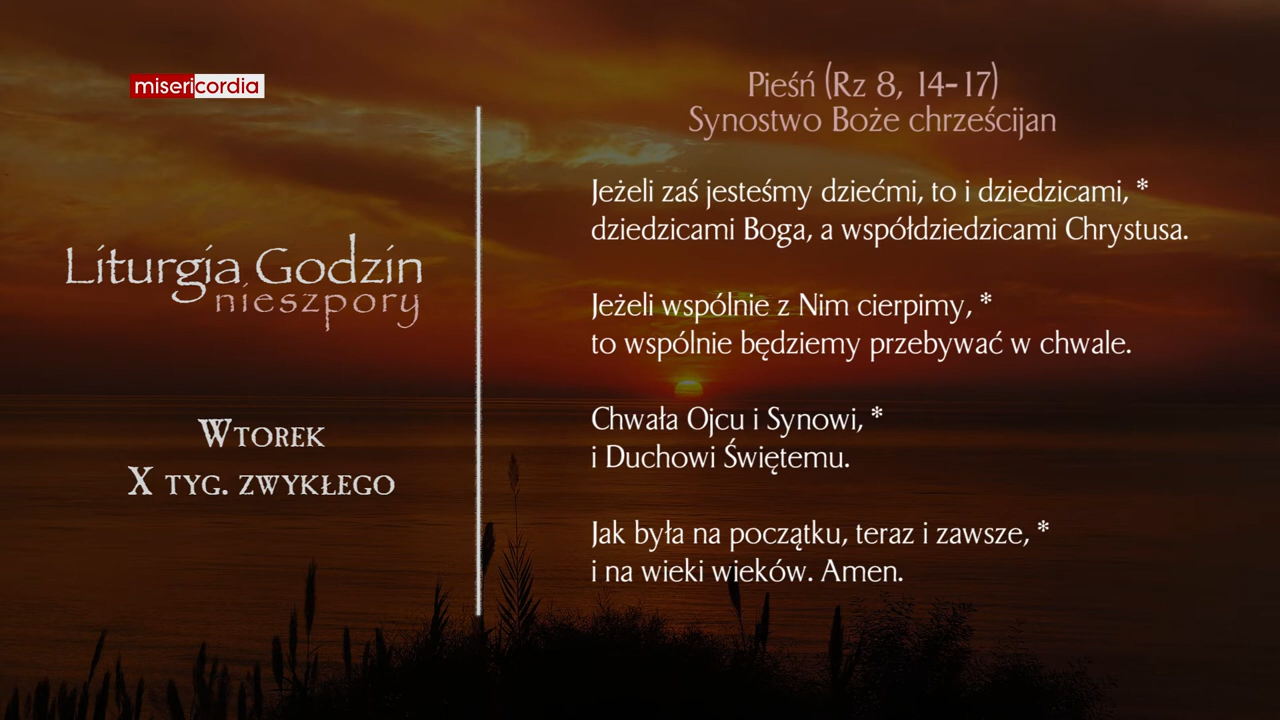 misericordia
Liturgia Godzin
nieszpory
Wtorek
X tyg. zwykłego
Pieśń (Rz 8, 14-17)
Synostwo Boże chrześcijan
Jeżeli zaś jesteśmy dziećmi, to i dziedzicami, *
dziedzicami Boga, a współdziedzicami Chrystusa.
Jeżeli wspólnie z Nim cierpimy, *
to wspólnie będziemy przebywać w chwale.
Chwała Ojcu i Synowi, *
i Duchowi Świętemu.
Jak była na początku, teraz i zawsze, *
i na wieki wieków. Amen.